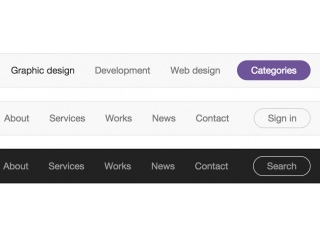 Graphic design Development Web design Categories
About Services Works News Contact Sign in
About Services Works News Contact Search